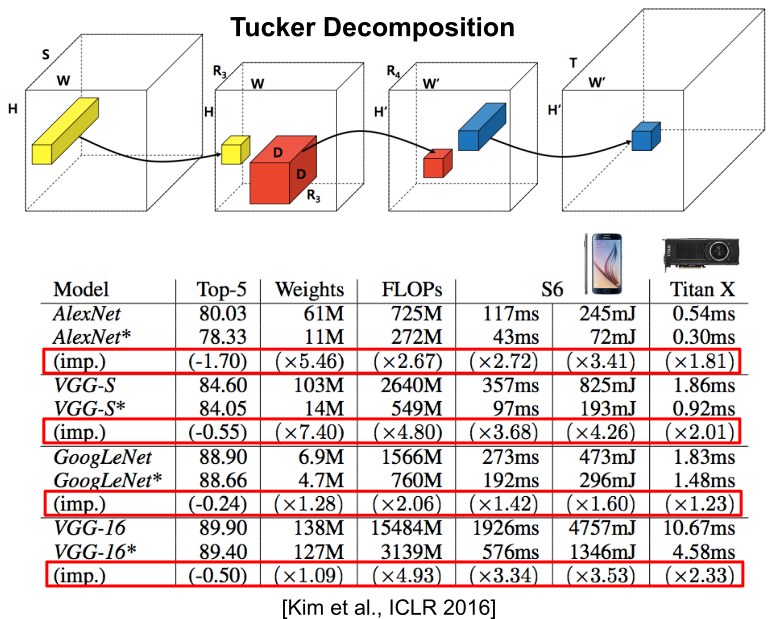 Tucker Decomposition
S
W
H
R3
W
H
D
D
R3
R4
W'
H'
T
W'
H'
Model Top-5 Weights FLOPs S6 Titan X
AlexNet 80.03 61M 725M 117ms 245mJ 0.54ms
AlexNet* 78.33 11M 272M 43ms 72mJ 0.30ms
(imp.) (-1.70) (×5.46) (×2.67) (×2.72) (×3.41) (×1.81)
VGG-S 84.60 103M 2640M 357ms 825mJ 1.86ms
VGG-S* 84.05 14M 549M 97ms 193mJ 0.92ms
(imp.) (-0.55) (×7.40) (×4.80) (×3.68) (×4.26) (×2.01)
GoogLeNet 88.90 6.9M 1566M 273ms 473mJ 1.83ms
GoogLeNet* 88.66 4.7M 760M 192ms 296mJ 1.48ms
(imp.) (-0.24) (×1.28) (×2.06) (×1.42) (×1.60) (×1.23)
VGG-16 89.90 138M 15484M 1926ms 4757mJ 10.67ms
VGG-16* 89.40 127M 3139M 576ms 1346mJ 4.58ms
(imp.) (-0.50) (×1.09) (×4.93) (×3.34) (×3.53) (×2.33)
[Kim et al., ICLR 2016]